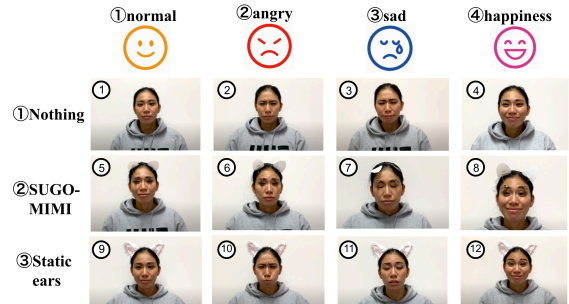 ①normal
②angry
③sad
④happiness
①Nothing
1
2
3
4
②SUGO-
MIMI
5
6
7
8
③Static
ears
9
10
11
12